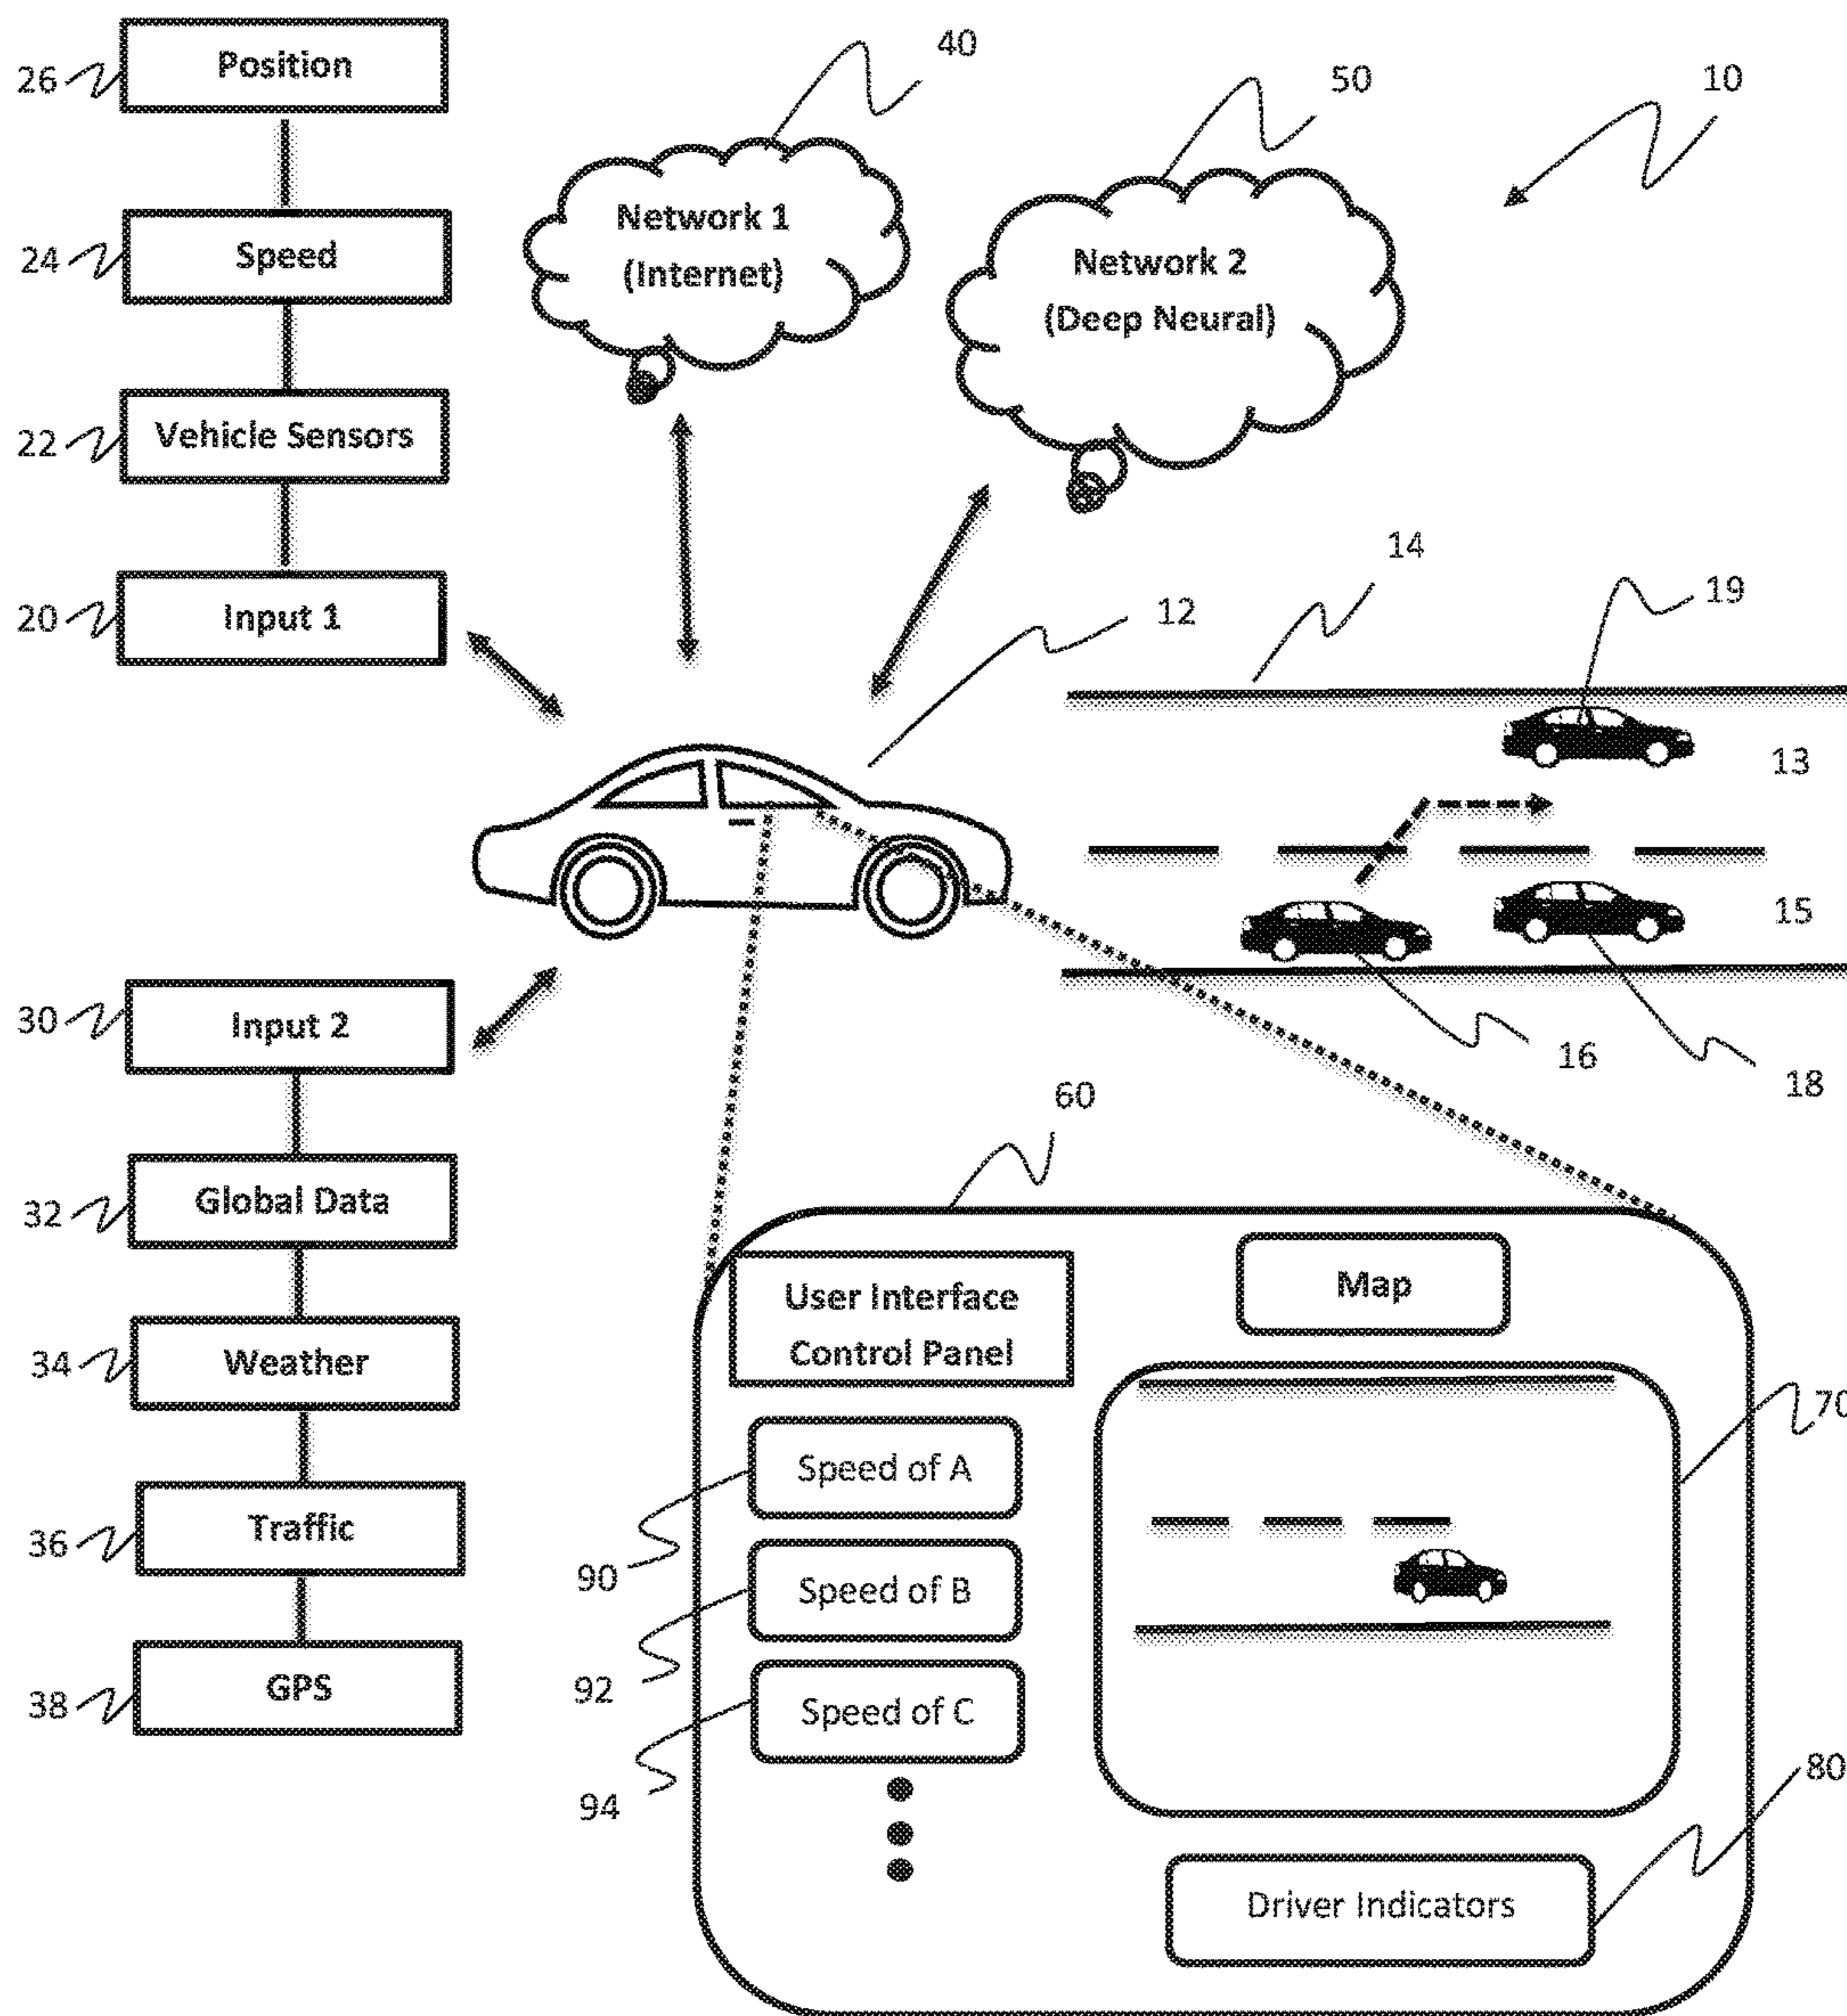 40
50
10
26
Position
24
Speed
Network 1
(Internet)
Network 2
(Deep Neural)
22
Vehicle Sensors
20
Input 1
14
19
12
13
15
16
18
30
Input 2
32
Global Data
34
Weather
36
Traffic
38
GPS
60
User Interface
Control Panel
Map
70
Speed of A
90
Speed of B
92
Speed of C
94
80
Driver Indicators